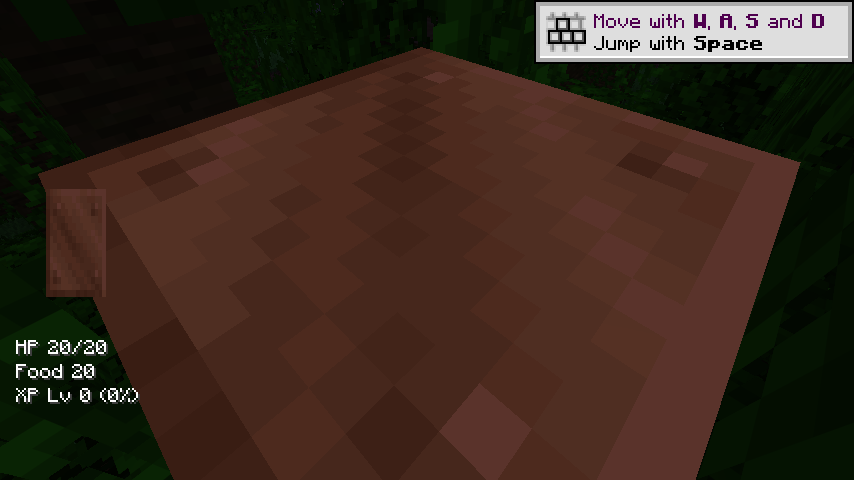 Move with W, A, S and D
Jump with Space
HP 20/20
Food 20
XP Lv 0 (0%)